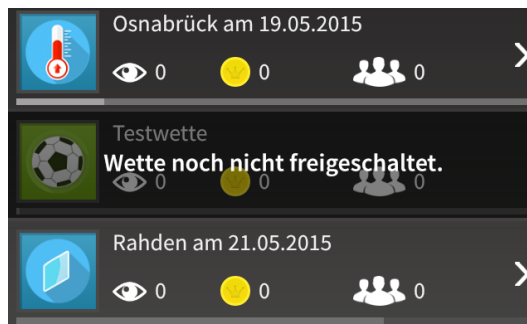 Osnabrück am 19.05.2015
0 0 0
Testwette
Wette noch nicht freigeschaltet.
0 0 0
Rahden am 21.05.2015
0 0 0